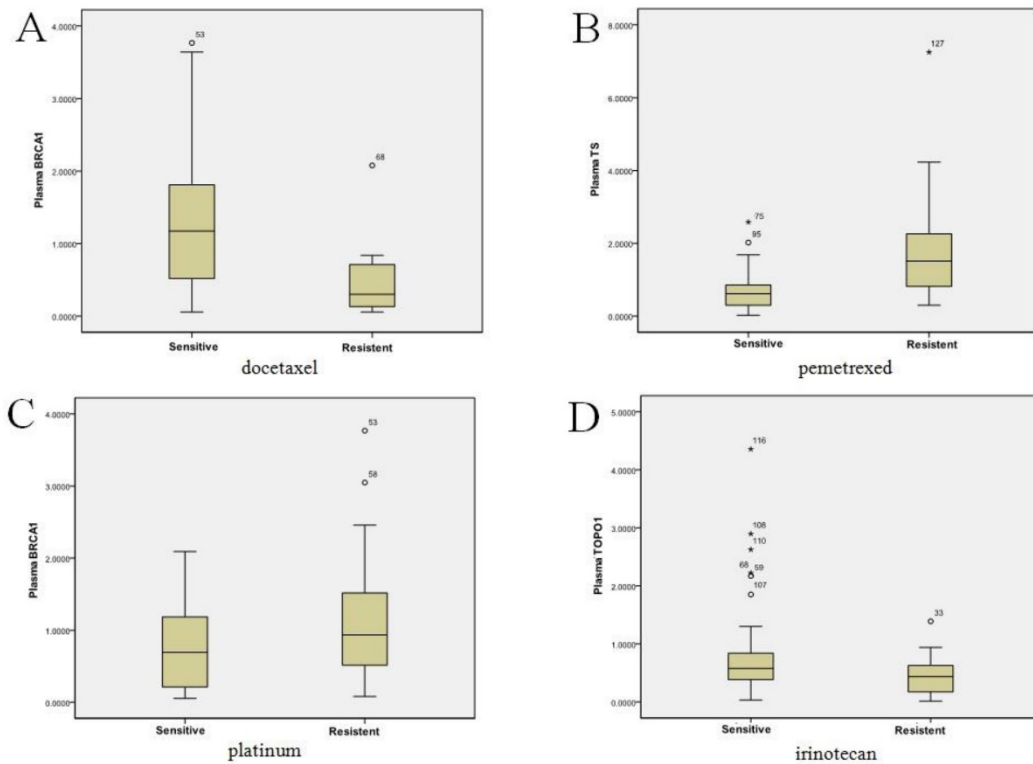 A
4.0000
3.0000
2.0000
1.0000
0.0000
Plasma BRCA1
53
68
Sensitive Resistent
docetaxel
B
8.0000
6.0000
4.0000
2.0000
0.0000
Plasma TS
127
75
95
Sensitive Resistent
pemetrexed
C
4.0000
3.0000
2.0000
1.0000
0.0000
Plasma BRCA1
53
58
Sensitive Resistent
platinum
D
5.0000
4.0000
3.0000
2.0000
1.0000
0.0000
Plasma TOPO1
116
108
110
68 59
107
33
Sensitive Resistent
irinotecan